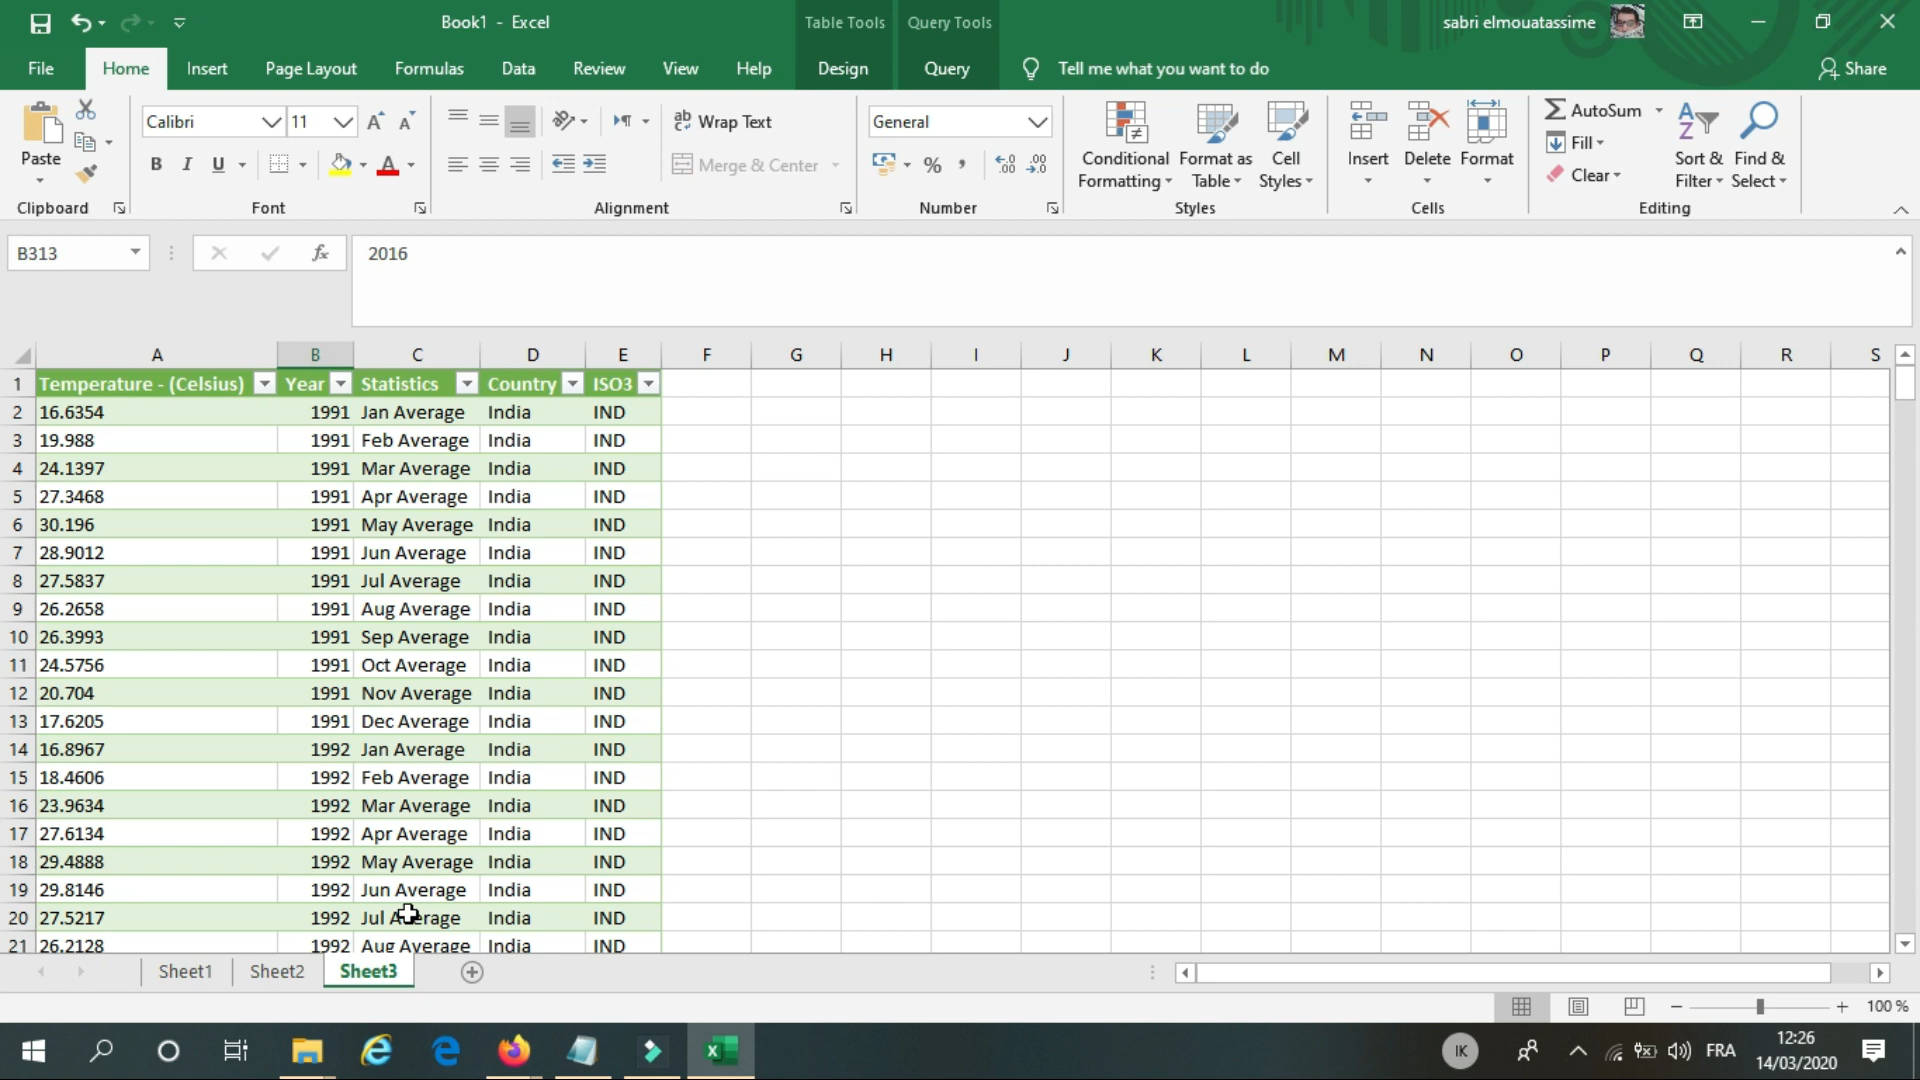 Book1 - Excel
Table Tools
Query Tools
sabri elmouatassime
File Home Insert Page Layout Formulas Data Review View Help Design Query Tell me what you want to do Share
Paste
Clipboard
Calibri 11
B I U A
Font
Wrap Text
Merge & Center
Alignment
General
%
Number
Conditional Formatting
Format as Table
Cell Styles
Styles
Insert Delete Format
Cells
AutoSum
Fill
Clear
Sort & Filter
Find & Select
Editing
B313 fx 2016
A B C D E F G H I J K L M N O P Q R S
1 Temperature - (Celsius) Year Statistics Country ISO3
2 16.6354 1991 Jan Average India IND
3 19.988 1991 Feb Average India IND
4 24.1397 1991 Mar Average India IND
5 27.3468 1991 Apr Average India IND
6 30.196 1991 May Average India IND
7 28.9012 1991 Jun Average India IND
8 27.5837 1991 Jul Average India IND
9 26.2658 1991 Aug Average India IND
10 26.3993 1991 Sep Average India IND
11 24.5756 1991 Oct Average India IND
12 20.704 1991 Nov Average India IND
13 17.6205 1991 Dec Average India IND
14 16.8967 1992 Jan Average India IND
15 18.4606 1992 Feb Average India IND
16 23.9634 1992 Mar Average India IND
17 27.6134 1992 Apr Average India IND
18 29.4888 1992 May Average India IND
19 29.8146 1992 Jun Average India IND
20 27.5217 1992 Jul Average India IND
21 26.2128 1992 Aug Average India IND
Sheet1 Sheet2 Sheet3
100 %
IK FRA
12:26
14/03/2020